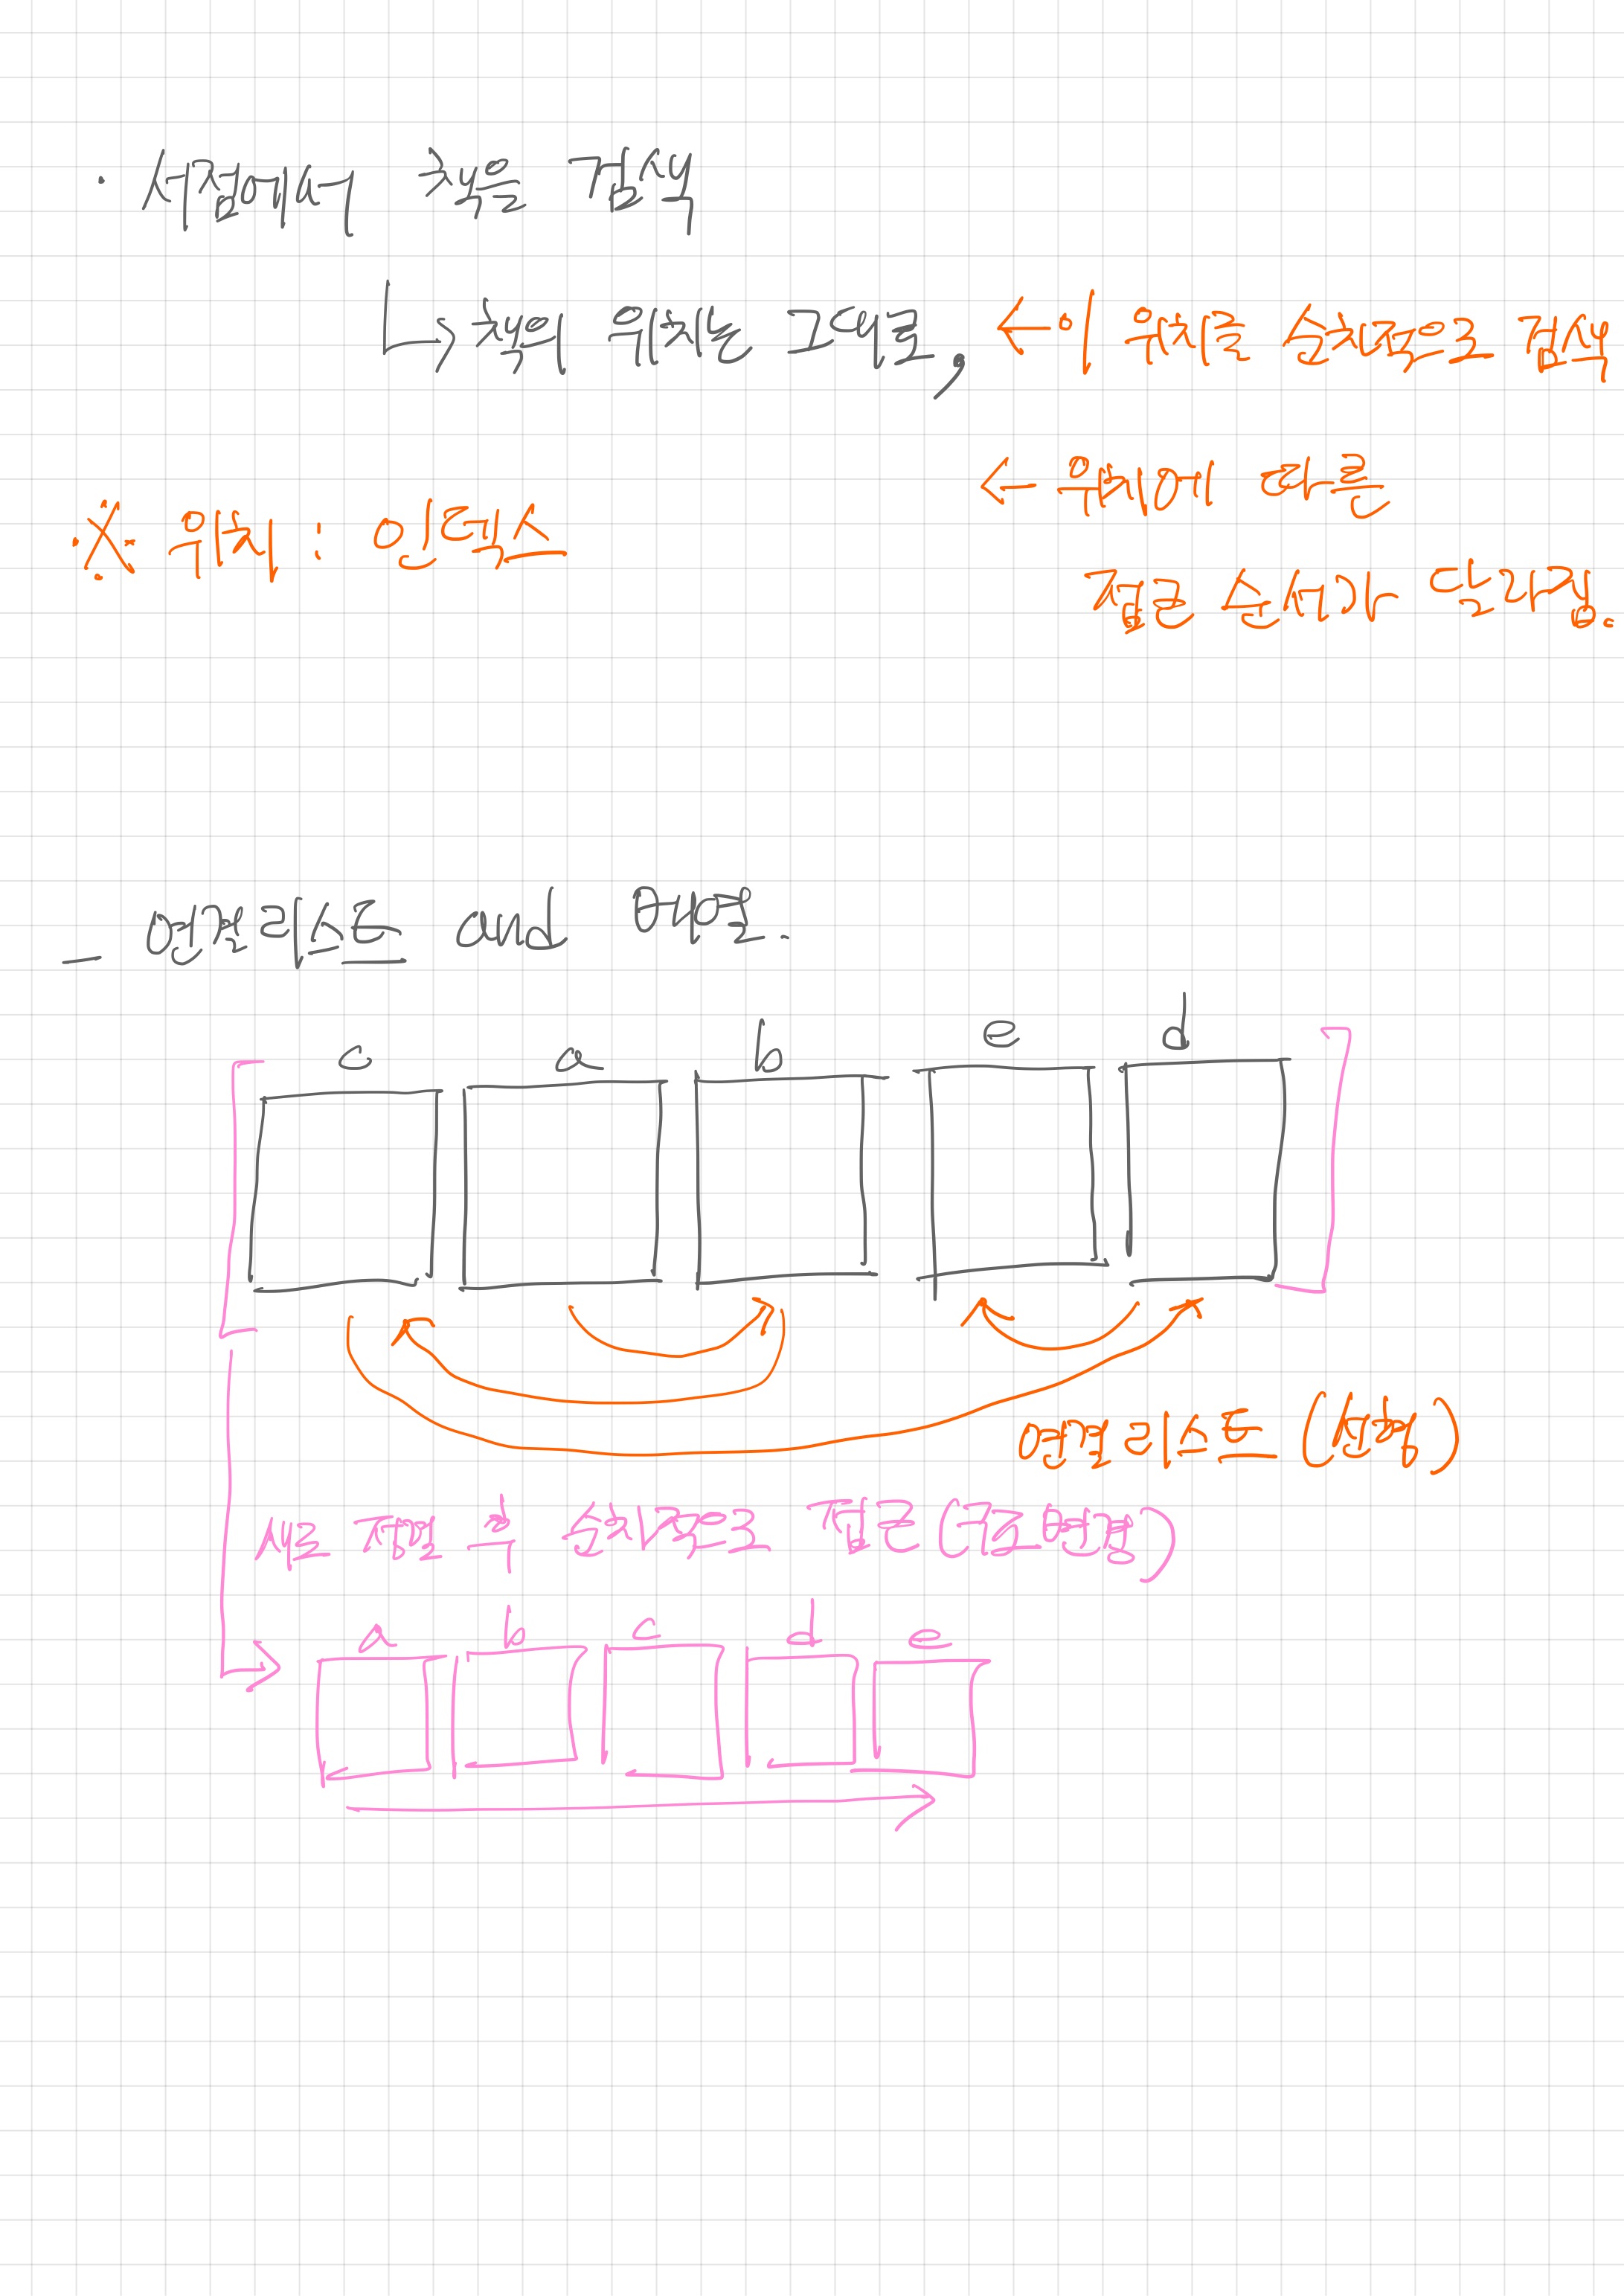 · 서점에서 책을 검색
↳ 책의 위치는 그대로, ← 이 위치를 순차적으로 검색
← 위치에 따른
※ 위치 : 인덱스
접근 순서가 달라짐.
- 연결리스트 and 배열.
c a b e d
연결리스트 (선형)
새로 정렬 후 순차적으로 접근 (구조변경)
a b c d e